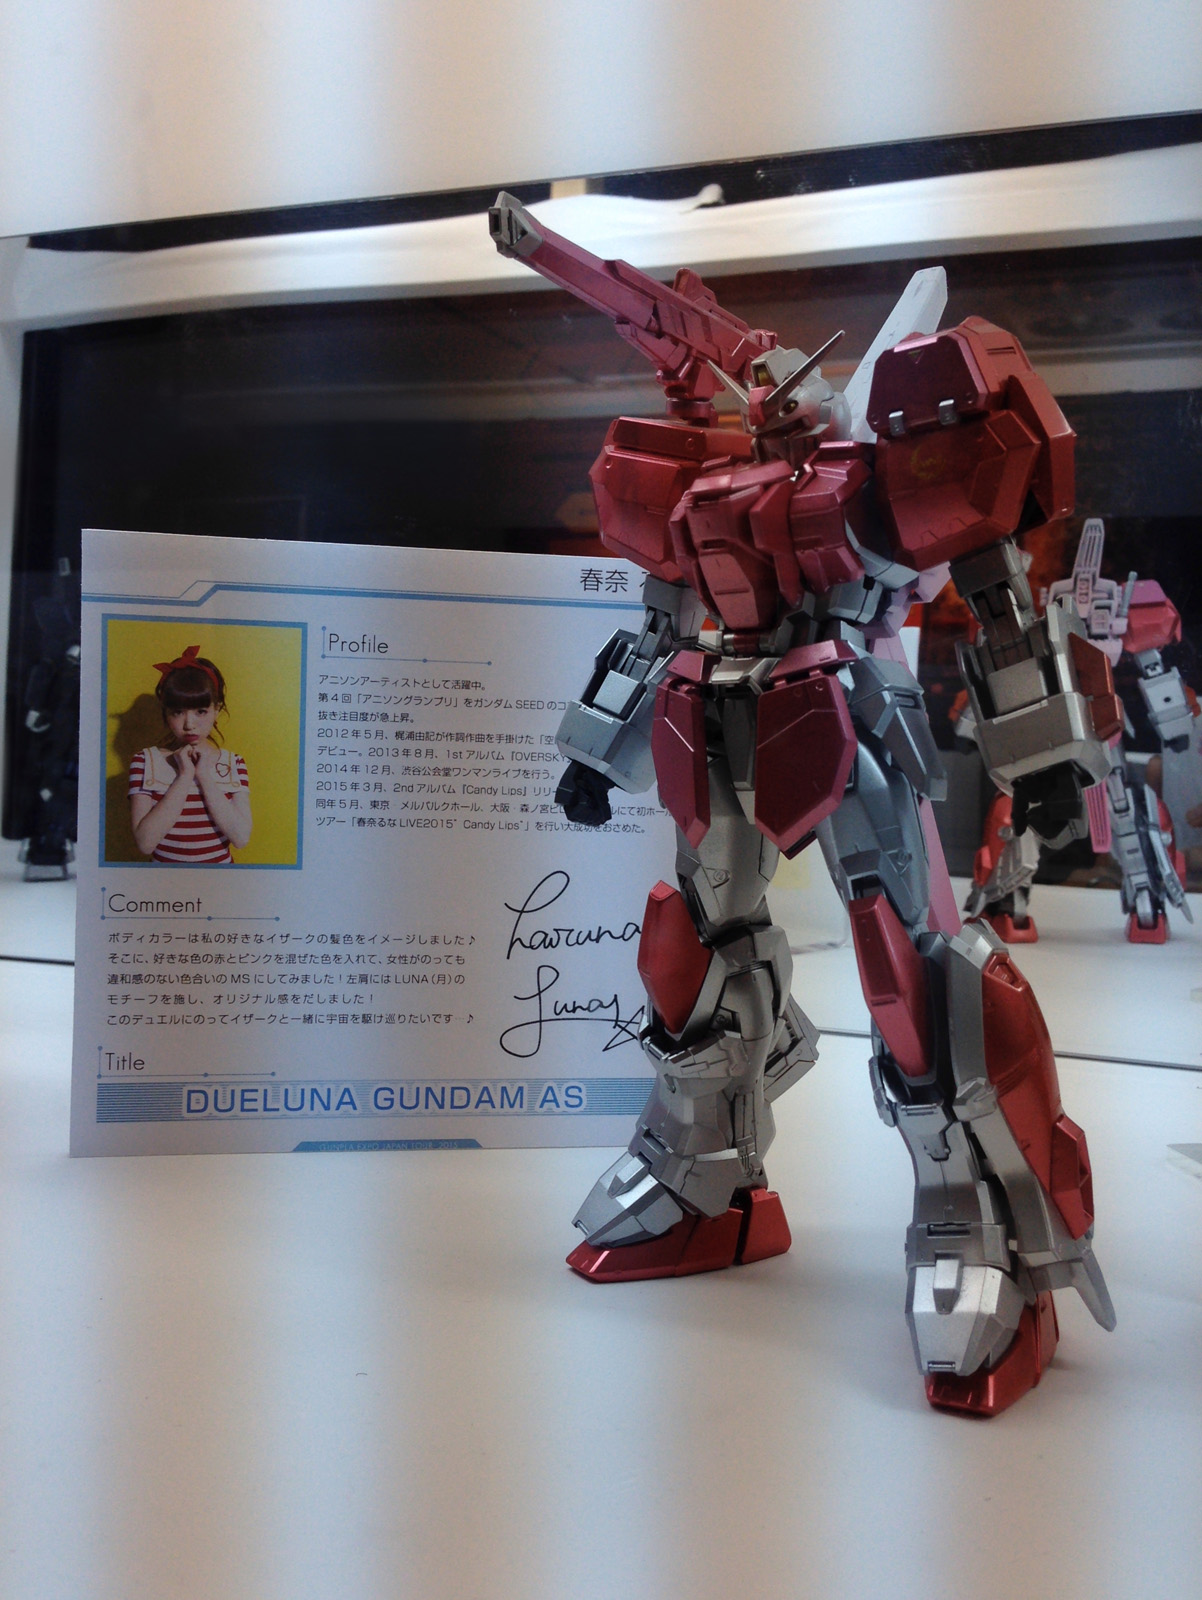 春奈
Profile
アニソンアーティストとして活躍中。
第4回「アニソングランプリ」をガンダムSEEDのコ
抜き注目度が急上昇。
2012年5月、梶浦由記が作詞作曲を手掛けた「空
デビュー。2013年8月、1stアルバム『OVERSKY
2014年12月、渋谷公会堂ワンマンライブを行う。
2015年3月、2ndアルバム『Candy Lips』リリ
同年5月、東京・メルパルクホール、大阪・森ノ宮ピロ にて初ホー
ツアー「春奈るなLIVE2015" Candy Lips"」を行い大成功をおさめた。
Comment
ボディカラーは私の好きなイザークの髪色をイメージしました♪
そこに、好きな色の赤とピンクを混ぜた色を入れて、女性がのっても
違和感のない色合いのMSにしてみました！左肩にはLUNA（月）の
モチーフを施し、オリジナル感をだしました！
このデュエルにのってイザークと一緒に宇宙を駆け巡りたいです…♪
Haruna
Luna☆
Title
DUELUNA GUNDAM AS
GUNPLA EXPO JAPAN TOUR 2015